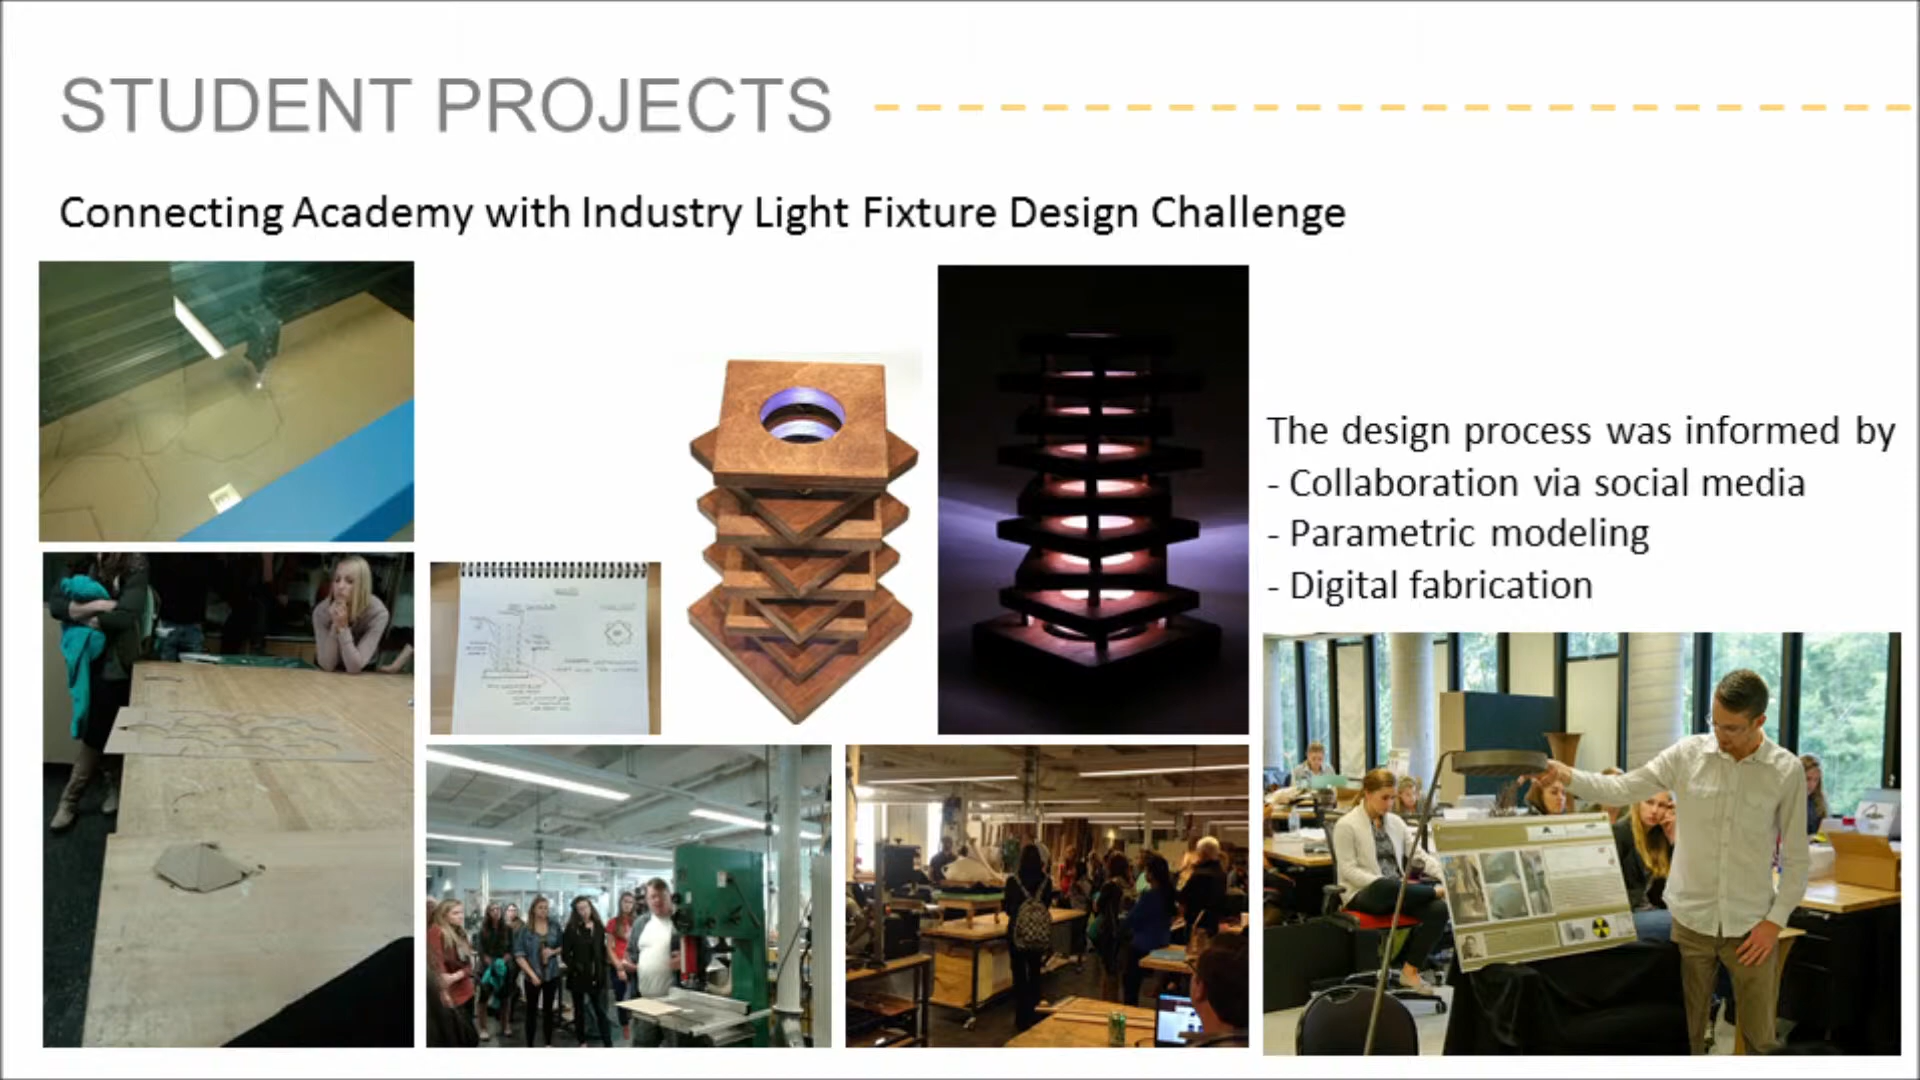 STUDENT PROJECTS
Connecting Academy with Industry Light Fixture Design Challenge
The design process was informed by
- Collaboration via social media
- Parametric modeling
- Digital fabrication